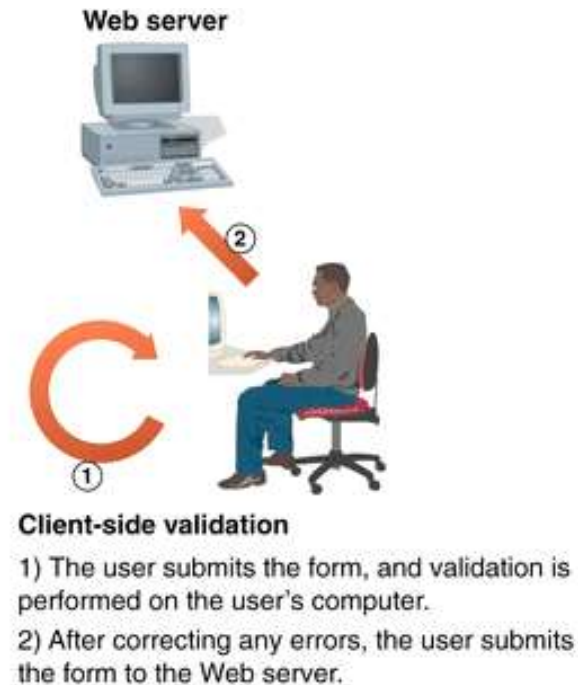 Web server
2
1
Client-side validation
1) The user submits the form, and validation is
performed on the user's computer.
2) After correcting any errors, the user submits
the form to the Web server.